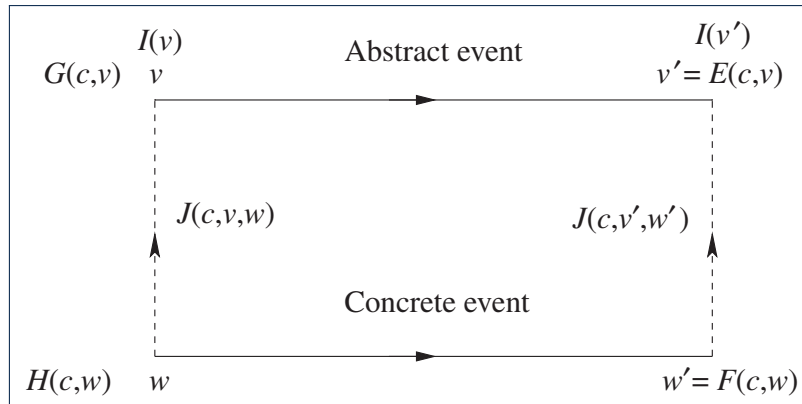 I(v) Abstract event I(v′)
G(c,v) v v′ = E(c,v)
J(c,v,w) J(c,v′,w′)
Concrete event
H(c,w) w w′ = F(c,w)